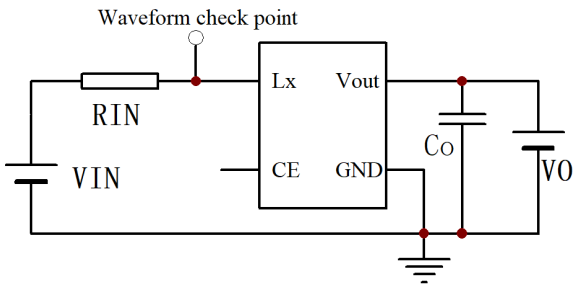 Waveform check point
Lx
Vout
RIN
Co
VIN
CE
GND
VO